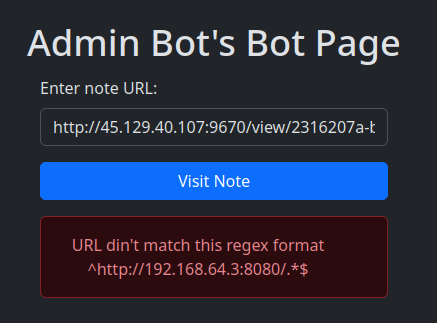 Admin Bot's Bot Page
Enter note URL:
http://45.129.40.107:9670/view/2316207a-b
Visit Note
URL din't match this regex format
^http://192.168.64.3:8080/.*$